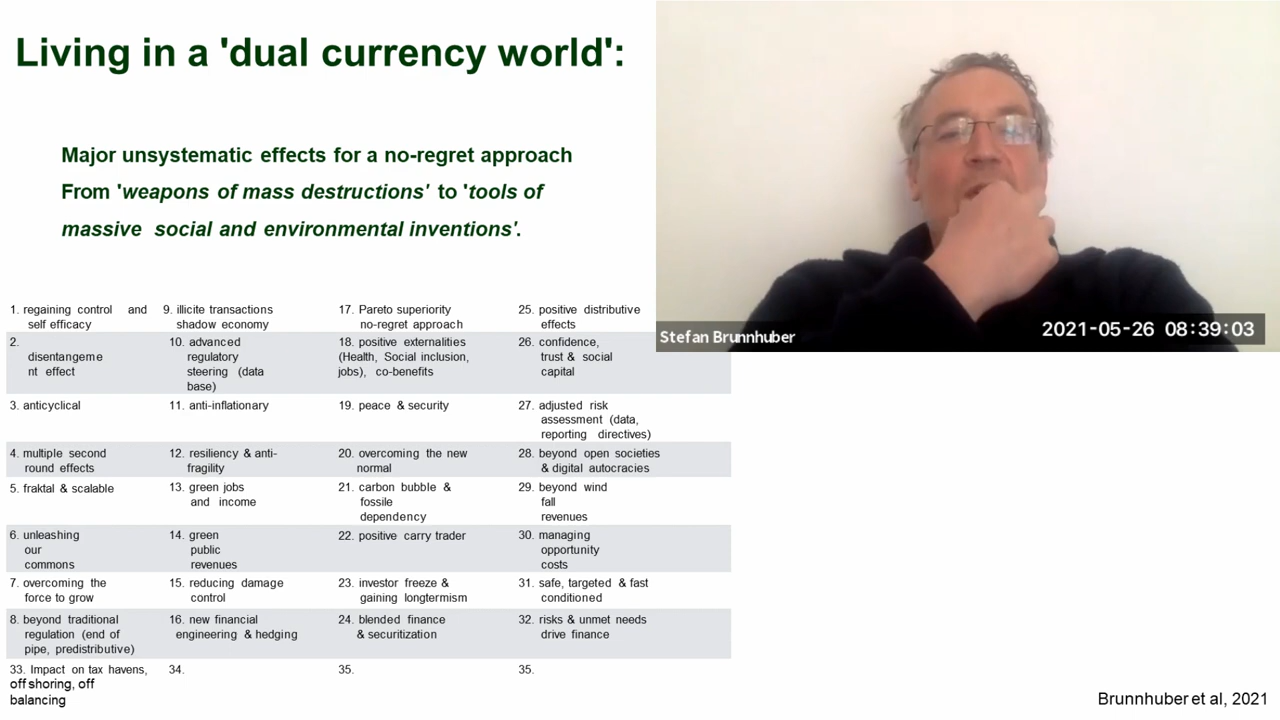 Living in a 'dual currency world':
Major unsystematic effects for a no-regret approach
From 'weapons of mass destructions' to 'tools of
massive social and environmental inventions'.
Stefan Brunnhuber
2021-05-26 08:39:03
1. regaining control and
self efficacy
9. illicite transactions
shadow economy
17. Pareto superiority
no-regret approach
25. positive distributive
effects
2.
disentangeme
nt effect
10. advanced
regulatory
steering (data
base)
18. positive externalities
(Health, Social inclusion,
jobs), co-benefits
26. confidence,
trust & social
capital
3. anticyclical
11. anti-inflationary
19. peace & security
27. adjusted risk
assessment (data,
reporting directives)
4. multiple second
round effects
12. resiliency & anti-
fragility
20. overcoming the new
normal
28. beyond open societies
& digital autocracies
5. fraktal & scalable
13. green jobs
and income
21. carbon bubble &
fossile
dependency
29. beyond wind
fall
revenues
6. unleashing
our
commons
14. green
public
revenues
22. positive carry trader
30. managing
opportunity
costs
7. overcoming the
force to grow
15. reducing damage
control
23. investor freeze &
gaining longtermism
31. safe, targeted & fast
conditioned
8. beyond traditional
regulation (end of
pipe, predistributive)
16. new financial
engineering & hedging
24. blended finance
& securitization
32. risks & unmet needs
drive finance
33. Impact on tax havens,
off shoring, off
balancing
34.
35.
35.
Brunnhuber et al, 2021